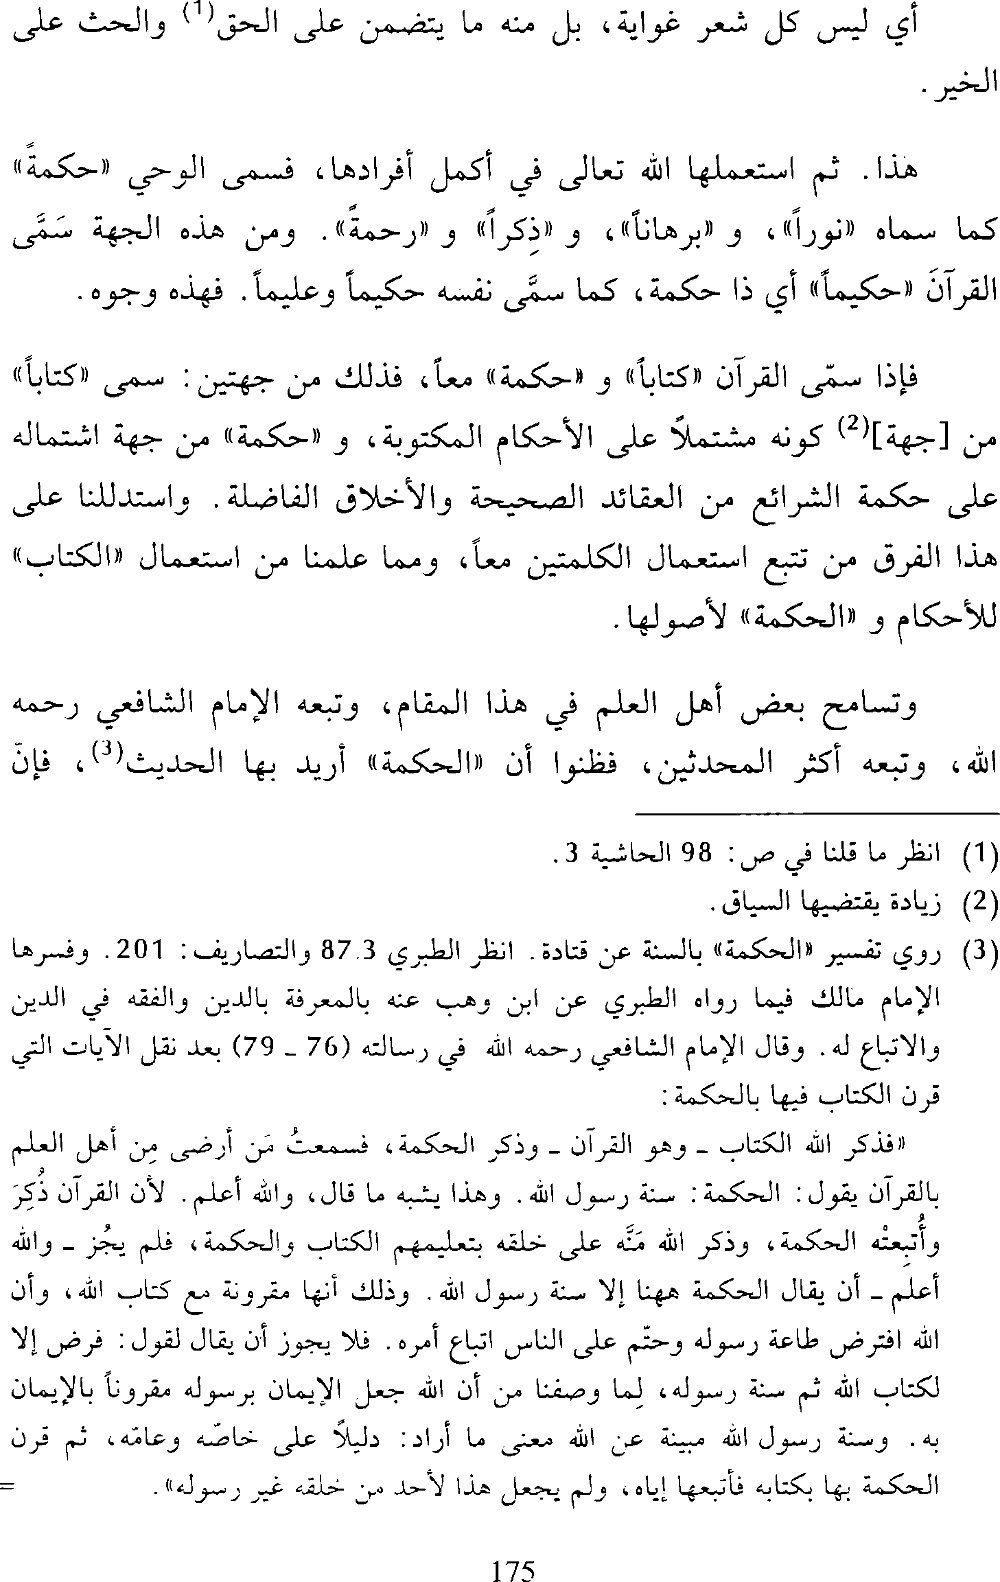 أي ليس كل شعر غواية، بل منه ما يتضمن على الحق(1) والحث على
الخير.
هذا. ثم استعملها الله تعالى في أكمل أفرادها، فسمى الوحي «حكمةً»
كما سماه «نوراً»، و «برهاناً»، و «ذِكراً» و «رحمةً». ومن هذه الجهة سَمَّى
القرآنَ «حكيماً» أي ذا حكمة، كما سمَّى نفسه حكيماً وعليماً. فهذه وجوه.
فإذا سمّى القرآن «كتاباً» و «حكمة» معاً، فذلك من جهتين: سمى «كتاباً»
من [جهة](2) كونه مشتملاً على الأحكام المكتوبة، و «حكمة» من جهة اشتماله
على حكمة الشرائع من العقائد الصحيحة والأخلاق الفاضلة. واستدللنا على
هذا الفرق من تتبع استعمال الكلمتين معاً، ومما علمنا من استعمال «الكتاب»
للأحكام و «الحكمة» لأصولها.
وتسامح بعض أهل العلم في هذا المقام، وتبعه الإمام الشافعي رحمه
الله، وتبعه أكثر المحدثين، فظنوا أن «الحكمة» أريد بها الحديث(3)، فإنّ
(1) انظر ما قلنا في ص: 98 الحاشية 3.
(2) زيادة يقتضيها السياق.
(3) روي تفسير «الحكمة» بالسنة عن قتادة. انظر الطبري 87.3 والتصاريف: 201. وفسرها
الإمام مالك فيما رواه الطبري عن ابن وهب عنه بالمعرفة بالدين والفقه في الدين
والاتباع له. وقال الإمام الشافعي رحمه الله في رسالته (76 ـ 79) بعد نقل الآيات التي
قرن الكتاب فيها بالحكمة:
«فذكر الله الكتاب ـ وهو القرآن ـ وذكر الحكمة، فسمعتُ مَن أرضى مِن أهل العلم
بالقرآن يقول: الحكمة: سنة رسول الله. وهذا يشبه ما قال، والله أعلم. لأن القرآن ذُكِرَ
وأُتبِعتْه الحكمة، وذكر الله مَنَّه على خلقه بتعليمهم الكتاب والحكمة، فلم يجُز ـ والله
أعلم ـ أن يقال الحكمة ههنا إلا سنة رسول الله. وذلك أنها مقرونة مع كتاب الله، وأن
الله افترض طاعة رسوله وحتّم على الناس اتباع أمره. فلا يجوز أن يقال لقول: فرض إلا
لكتاب الله ثم سنة رسوله، لِما وصفنا من أن الله جعل الإيمان برسوله مقروناً بالإيمان
به. وسنة رسول الله مبينة عن الله معنى ما أراد: دليلاً على خاصّه وعامّه، ثم قرن
الحكمة بها بكتابه فأتبعها إياه، ولم يجعل هذا لأحد من خلقه غير رسوله». =
175